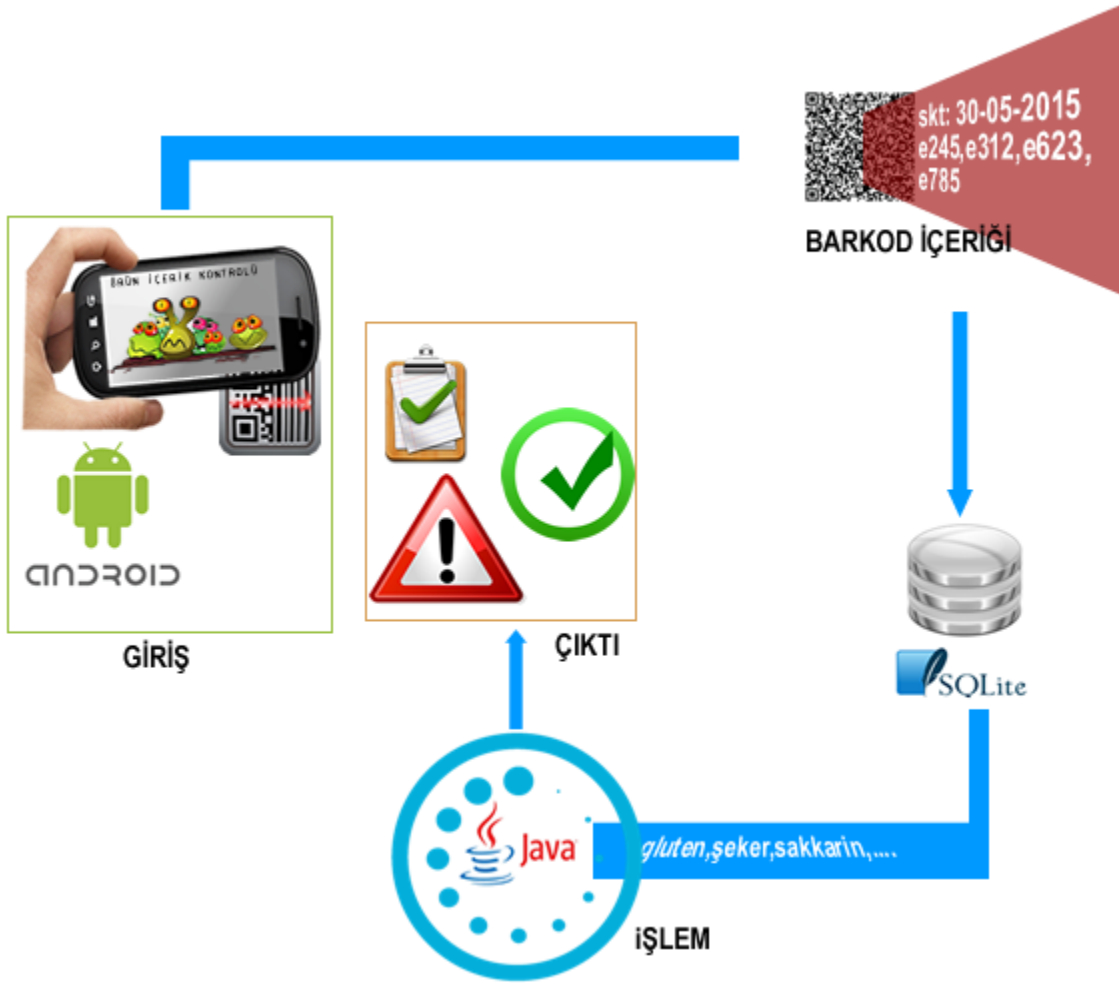 skt: 30-05-2015
e245,e312,e623,
e785
BARKOD İÇERİĞİ
ÜRÜN İÇERİK KONTROLÜ
ANDROID
GİRİŞ
ÇIKTI
SQLite
Java
gluten,şeker,sakkarin,....
iŞLEM